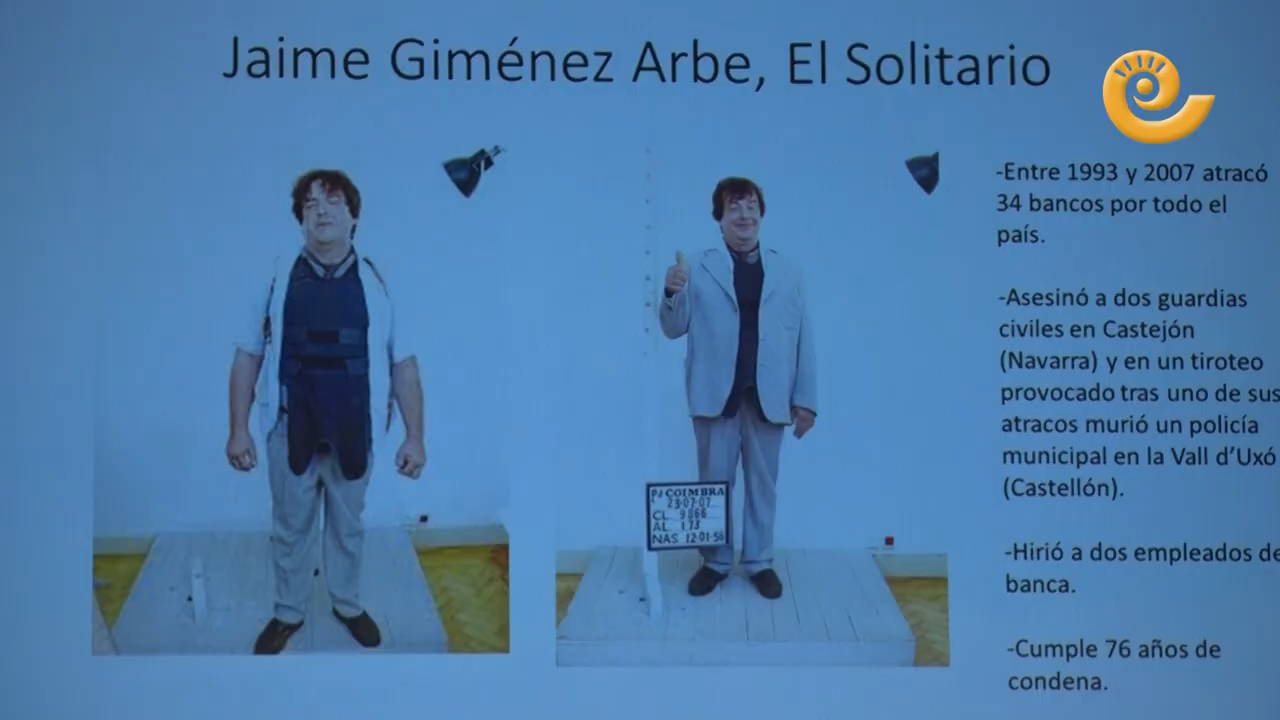 Jaime Giménez Arbe, El Solitario
-Entre 1993 y 2007 atracó
34 bancos por todo el
país.
-Asesinó a dos guardias
civiles en Castejón
(Navarra) y en un tiroteo
provocado tras uno de sus
atracos murió un policía
municipal en la Vall d'Uxó
(Castellón).
-Hirió a dos empleados de
banca.
-Cumple 76 años de
condena.
PJ COIMBRA
23·07·07
CL 9866
AL 1.73
NAS 12·01·56